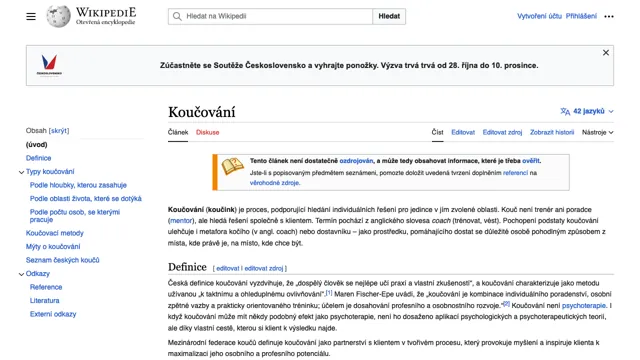 WIKIPEDIE
Otevřená encyklopedie
Hledat na Wikipedii
Hledat
Vytvoření účtu Přihlášení
ČESKOSLOVENSKO
Zúčastněte se Soutěže Československo a vyhrajte ponožky. Výzva trvá trvá od 28. října do 10. prosince.
Koučování
42 jazyků
Obsah [skrýt]
(úvod)
Definice
Typy koučování
Podle hloubky, kterou zasahuje
Podle oblasti života, které se dotýká
Podle počtu osob, se kterými
pracuje
Koučovací metody
Mýty o koučování
Seznam českých koučů
Odkazy
Reference
Literatura
Externí odkazy
Článek Diskuse
Číst Editovat Editovat zdroj Zobrazit historii Nástroje
Tento článek není dostatečně ozdrojován, a může tedy obsahovat informace, které je třeba ověřit.
Jste-li s popisovaným předmětem seznámeni, pomozte doložit uvedená tvrzení doplněním referencí na
věrohodné zdroje.
Koučování (koučink) je proces, podporující hledání individuálních řešení pro jedince v jím zvolené oblasti. Kouč není trenér ani poradce
(mentor), ale hledá řešení společně s klientem. Termín pochází z anglického slovesa coach (trénovat, vést). Pochopení podstaty koučování
ulehčuje i metafora kočího (v angl. coach) nebo dostavníku – jako prostředku, pomáhajícího dostat se důležité osobě pohodlným způsobem z
místa, kde právě je, na místo, kde chce být.
Definice [ editovat | editovat zdroj ]
Česká definice koučování vyzdvihuje, že „dospělý člověk se nejlépe učí praxí a vlastní zkušeností", a koučování charakterizuje jako metodu
užívanou „k taktnímu a ohleduplnému ovlivňování".[1] Maren Fischer-Epe uvádí, že „koučování je kombinace individuálního poradenství, osobní
zpětné vazby a prakticky orientovaného tréninku; účelem je dosahování profesního a osobnostního rozvoje."[2] Koučování není psychoterapie. I
když koučování může mít někdy podobný efekt jako psychoterapie, není ho dosaženo aplikací psychologických a psychoterapeutických teorií,
ale díky vlastní cestě, kterou si klient k výsledku najde.
Mezinárodní federace koučů definuje koučování jako partnerství s klientem v tvořivém procesu, který provokuje myšlení a inspiruje klienta k
maximalizaci jeho osobního a profesního potenciálu.